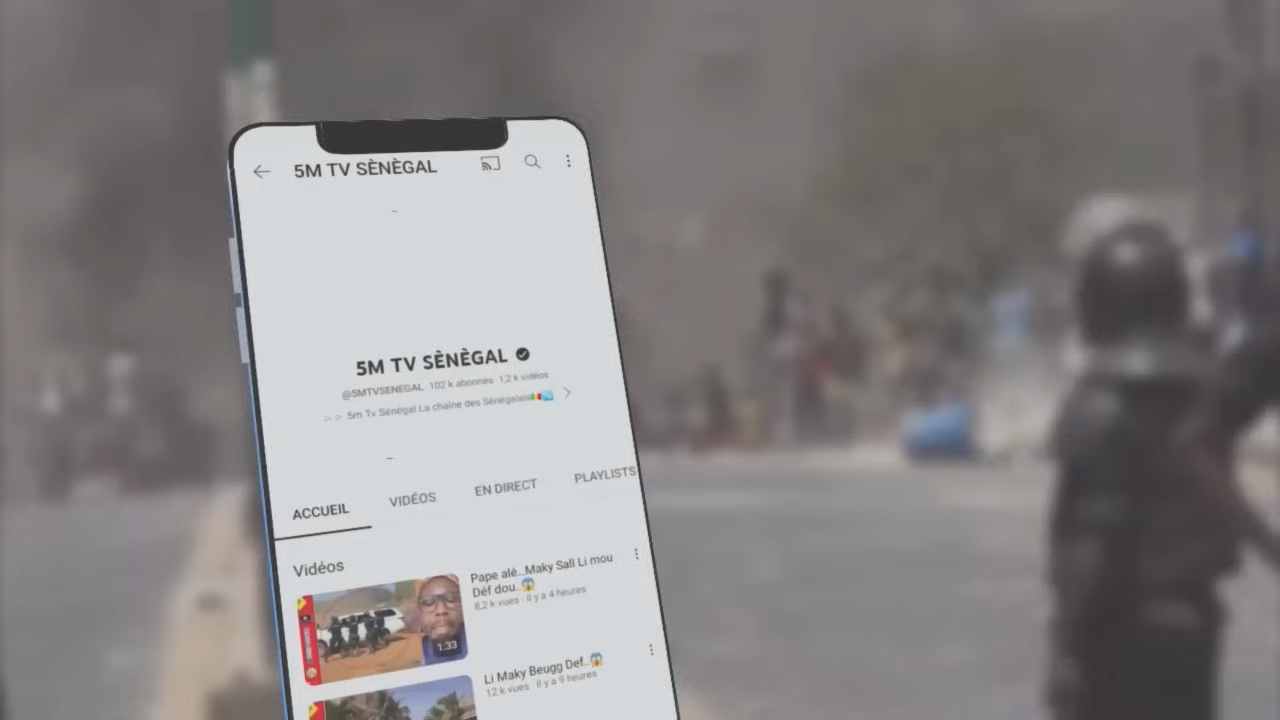 5M TV SÈNÈGAL
5M TV SÈNÈGAL
@5MTVSENEGAL 102 k abonnés 1,2 k vidéos
5m Tv Sénégal La chaîne des Sénégalais
ACCUEIL VIDÉOS EN DIRECT PLAYLISTS
Vidéos
Pape alé...Maky Sall Li mou
Déf dou..😱
8,2 k vues · il y a 4 heures
1:33
Li Maky Beugg Def..😱
12 k vues · il y a 9 heures